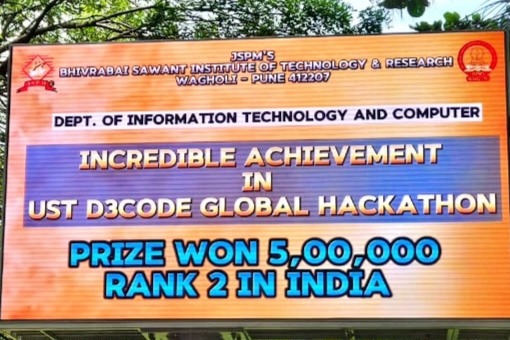 JSPM'S
BHIVRABAI SAWANT INSTITUTE OF TECHNOLOGY & RESEARCH
WAGHOLI - PUNE 412207
DEPT. OF INFORMATION TECHNOLOGY AND COMPUTER
INCREDIBLE ACHIEVEMENT
IN
UST D3CODE GLOBAL HACKATHON
PRIZE WON 5,00,000
RANK 2 IN INDIA